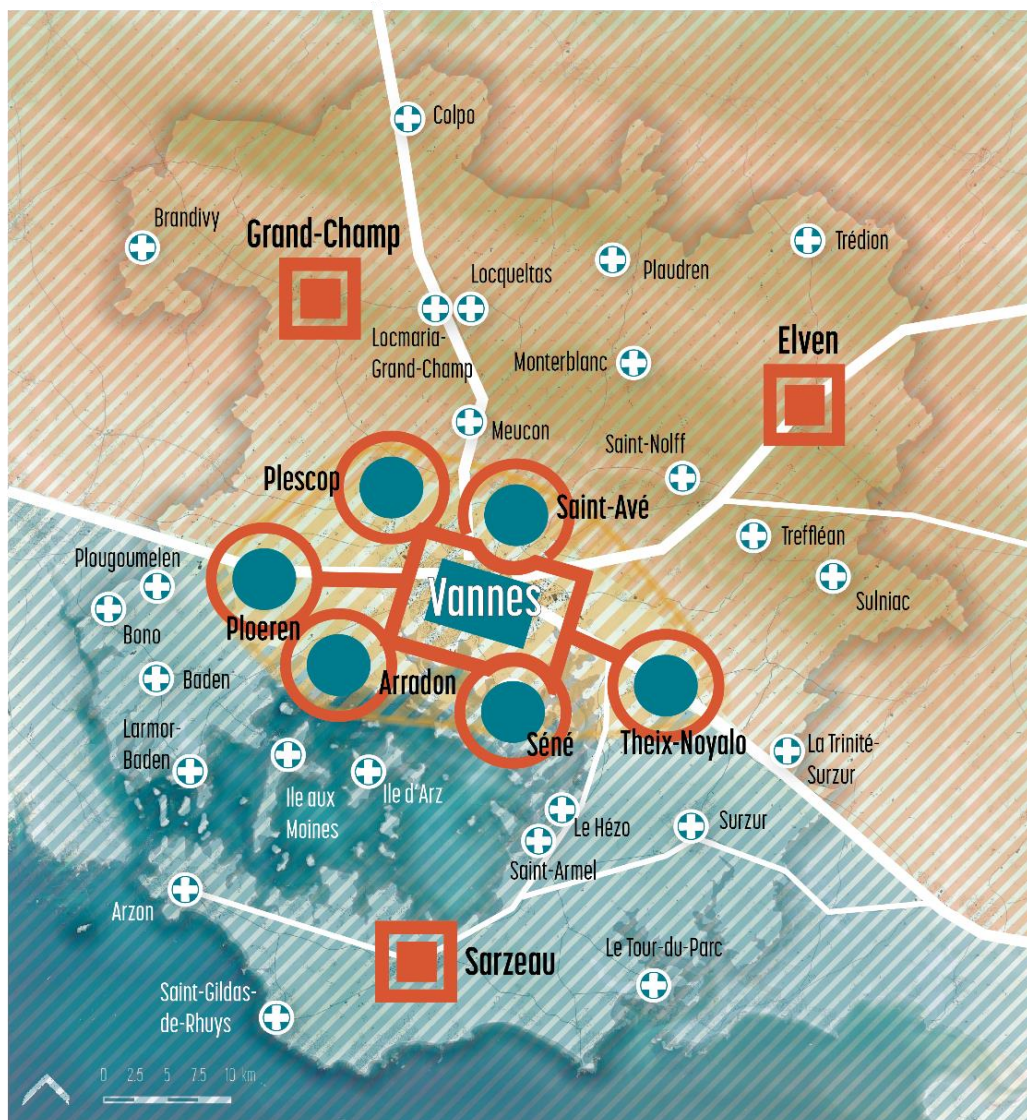 Colpo
Brandivy
Grand-Champ
Trédion
Plaudren
Locqueltas
Locmaria-
Grand-Champ
Elven
Monterblanc
Meucon
Saint-Nolff
Plescop
Saint-Avé
Treffléan
Plougoumelen
Vannes
Sulniac
Bono
Ploeren
Baden
Arradon
Larmor-
Baden
Séné
Theix-Noyalo
La Trinité-
Surzur
Ile aux
Moines
Ile d'Arz
Le Hézo
Surzur
Saint-Armel
Arzon
Sarzeau
Le Tour-du-Parc
Saint-Gildas-
de-Rhuys
0 2.5 5 7.5 10 km